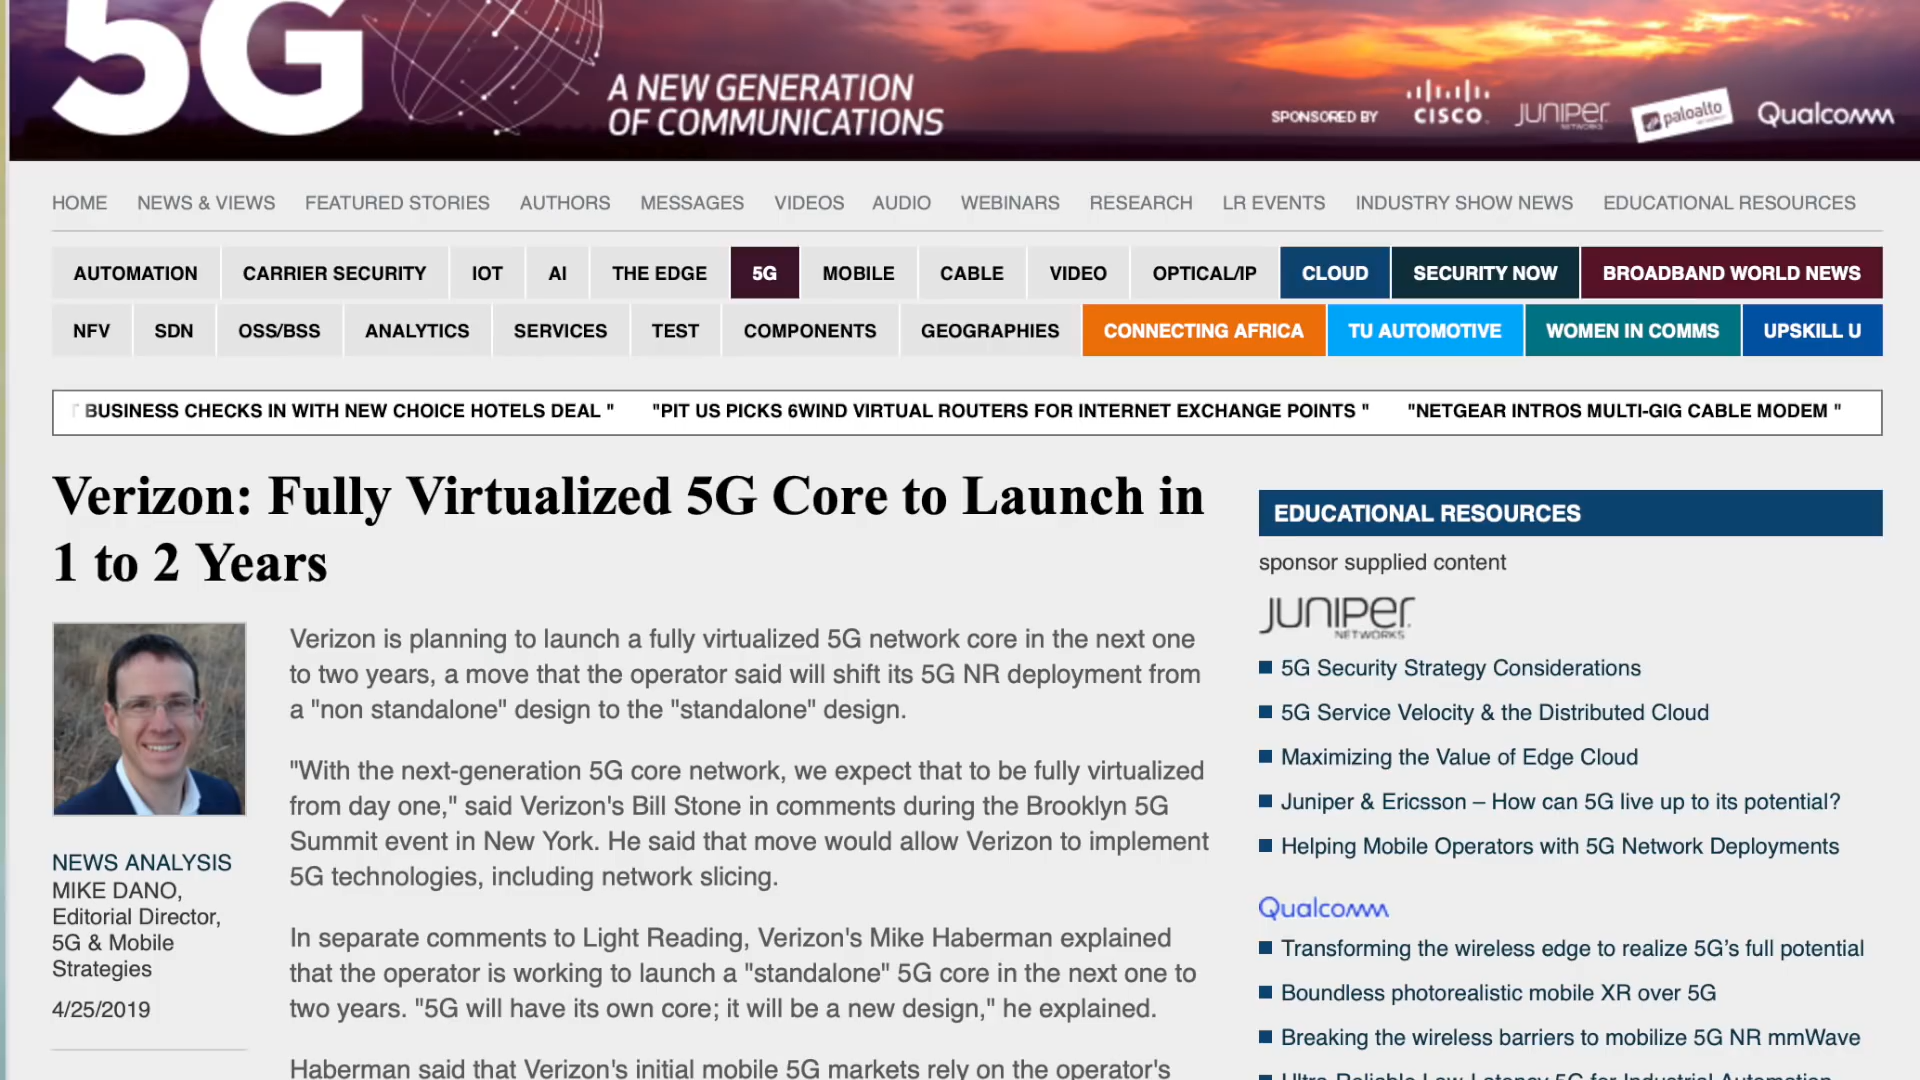 5G
A NEW GENERATION
OF COMMUNICATIONS
SPONSORED BY
CISCO
JUNIPER
NETWORKS
paloalto
Qualcomm
HOME NEWS & VIEWS FEATURED STORIES AUTHORS MESSAGES VIDEOS AUDIO WEBINARS RESEARCH LR EVENTS INDUSTRY SHOW NEWS EDUCATIONAL RESOURCES
AUTOMATION CARRIER SECURITY IOT AI THE EDGE 5G MOBILE CABLE VIDEO OPTICAL/IP CLOUD SECURITY NOW BROADBAND WORLD NEWS
NFV SDN OSS/BSS ANALYTICS SERVICES TEST COMPONENTS GEOGRAPHIES CONNECTING AFRICA TU AUTOMOTIVE WOMEN IN COMMS UPSKILL U
BUSINESS CHECKS IN WITH NEW CHOICE HOTELS DEAL " "PIT US PICKS 6WIND VIRTUAL ROUTERS FOR INTERNET EXCHANGE POINTS " "NETGEAR INTROS MULTI-GIG CABLE MODEM "
Verizon: Fully Virtualized 5G Core to Launch in
1 to 2 Years
NEWS ANALYSIS
MIKE DANO,
Editorial Director,
5G & Mobile
Strategies
4/25/2019
Verizon is planning to launch a fully virtualized 5G network core in the next one
to two years, a move that the operator said will shift its 5G NR deployment from
a "non standalone" design to the "standalone" design.
"With the next-generation 5G core network, we expect that to be fully virtualized
from day one," said Verizon's Bill Stone in comments during the Brooklyn 5G
Summit event in New York. He said that move would allow Verizon to implement
5G technologies, including network slicing.
In separate comments to Light Reading, Verizon's Mike Haberman explained
that the operator is working to launch a "standalone" 5G core in the next one to
two years. "5G will have its own core; it will be a new design," he explained.
Haberman said that Verizon's initial mobile 5G markets rely on the operator's
EDUCATIONAL RESOURCES
sponsor supplied content
JUNIPER
NETWORKS
5G Security Strategy Considerations
5G Service Velocity & the Distributed Cloud
Maximizing the Value of Edge Cloud
Juniper & Ericsson – How can 5G live up to its potential?
Helping Mobile Operators with 5G Network Deployments
Qualcomm
Transforming the wireless edge to realize 5G's full potential
Boundless photorealistic mobile XR over 5G
Breaking the wireless barriers to mobilize 5G NR mmWave
Ultra-Reliable Low-Latency 5G for Industrial Automation